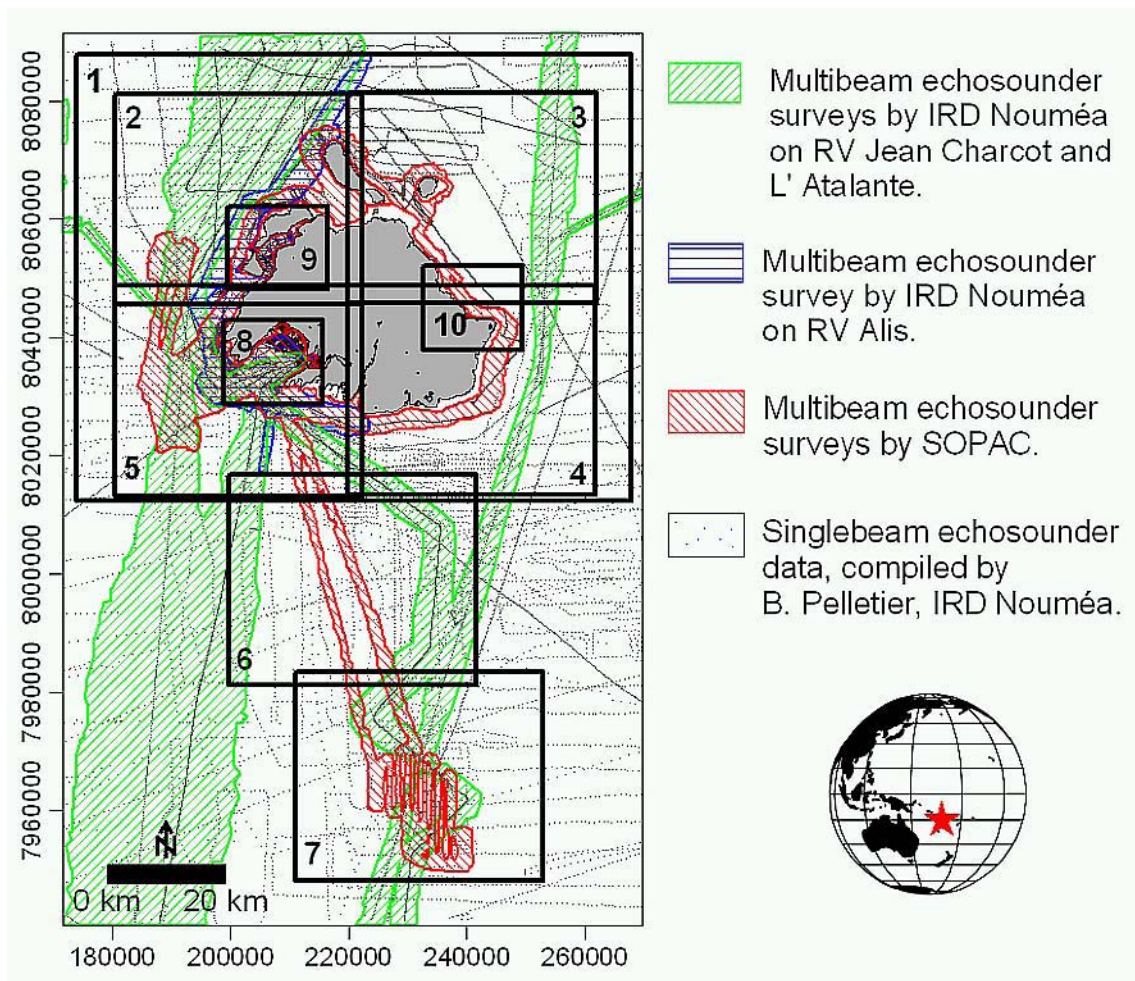 1
2
3
9
10
8
5
4
6
7
N
0 km 20 km
8080000
8060000
8040000
8020000
8000000
7980000
7960000
180000 200000 220000 240000 260000
Multibeam echosounder
surveys by IRD Nouméa
on RV Jean Charcot and
L' Atalante.
Multibeam echosounder
survey by IRD Nouméa
on RV Alis.
Multibeam echosounder
surveys by SOPAC.
Singlebeam echosounder
data, compiled by
B. Pelletier, IRD Nouméa.